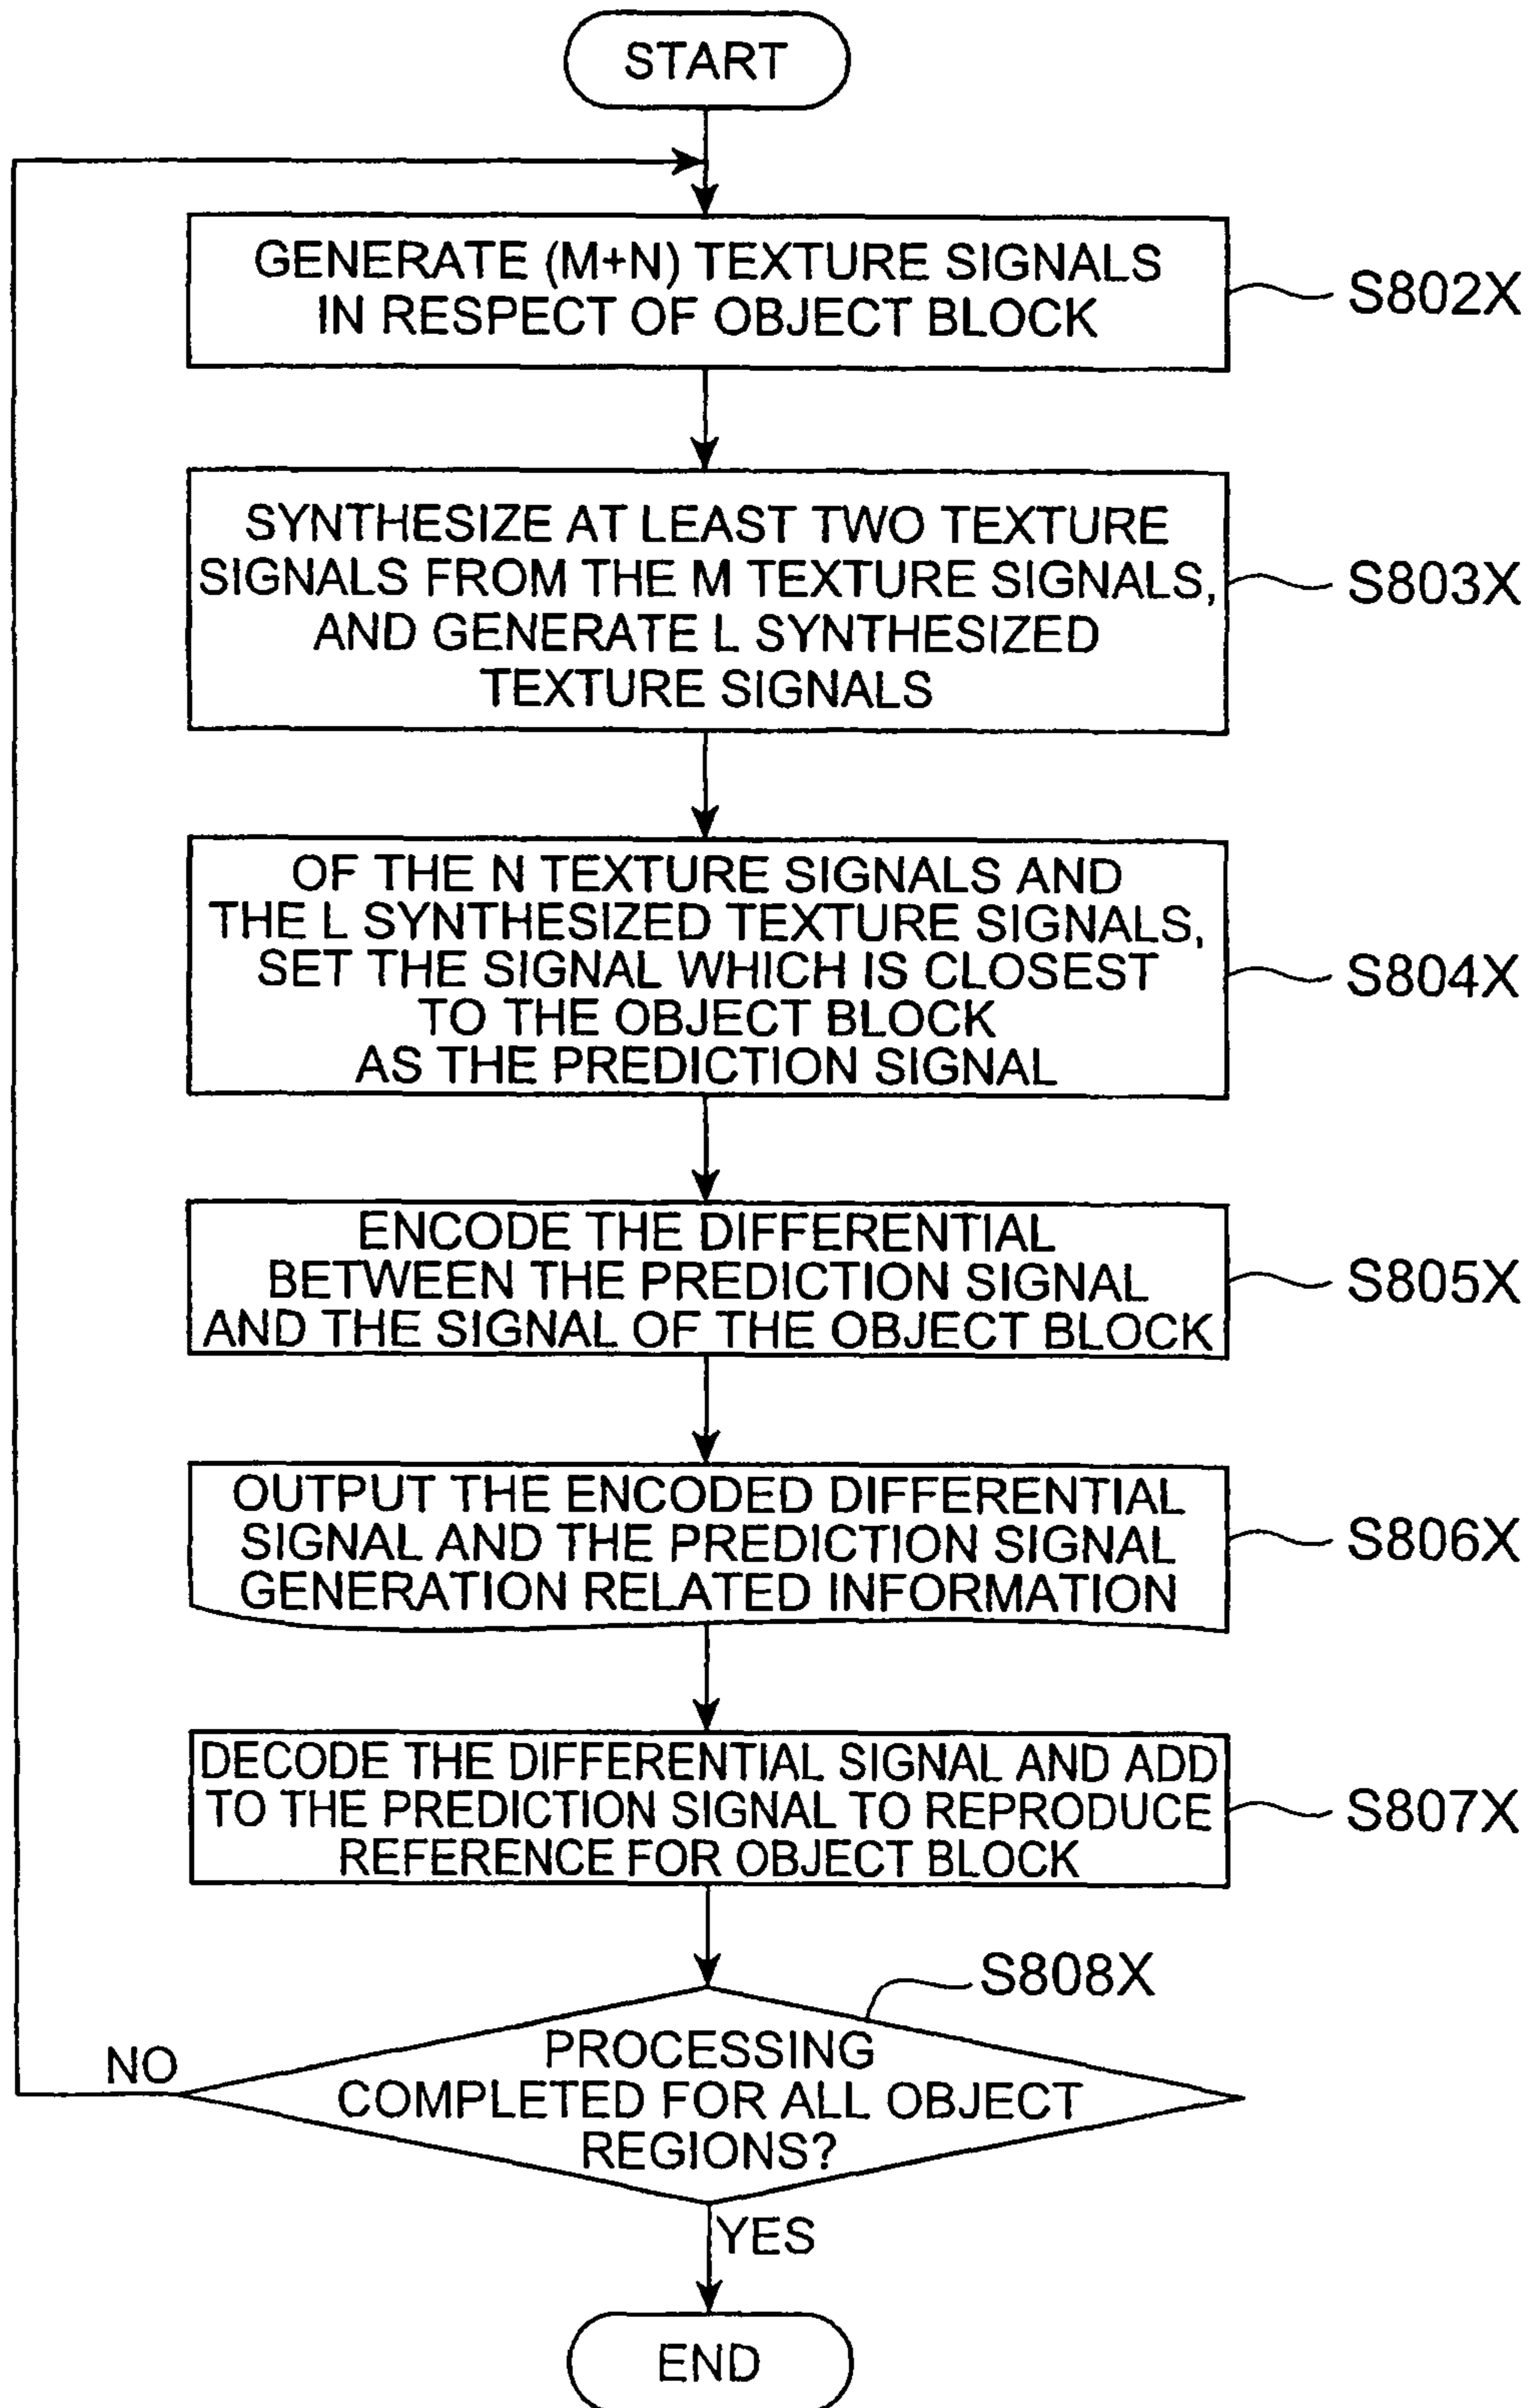 START
GENERATE (M+N) TEXTURE SIGNALS
IN RESPECT OF OBJECT BLOCK
S802X
SYNTHESIZE AT LEAST TWO TEXTURE
SIGNALS FROM THE M TEXTURE SIGNALS,
AND GENERATE L SYNTHESIZED
TEXTURE SIGNALS
S803X
OF THE N TEXTURE SIGNALS AND
THE L SYNTHESIZED TEXTURE SIGNALS,
SET THE SIGNAL WHICH IS CLOSEST
TO THE OBJECT BLOCK
AS THE PREDICTION SIGNAL
S804X
ENCODE THE DIFFERENTIAL
BETWEEN THE PREDICTION SIGNAL
AND THE SIGNAL OF THE OBJECT BLOCK
S805X
OUTPUT THE ENCODED DIFFERENTIAL
SIGNAL AND THE PREDICTION SIGNAL
GENERATION RELATED INFORMATION
S806X
DECODE THE DIFFERENTIAL SIGNAL AND ADD
TO THE PREDICTION SIGNAL TO REPRODUCE
REFERENCE FOR OBJECT BLOCK
S807X
S808X
PROCESSING
COMPLETED FOR ALL OBJECT
REGIONS?
NO
YES
END